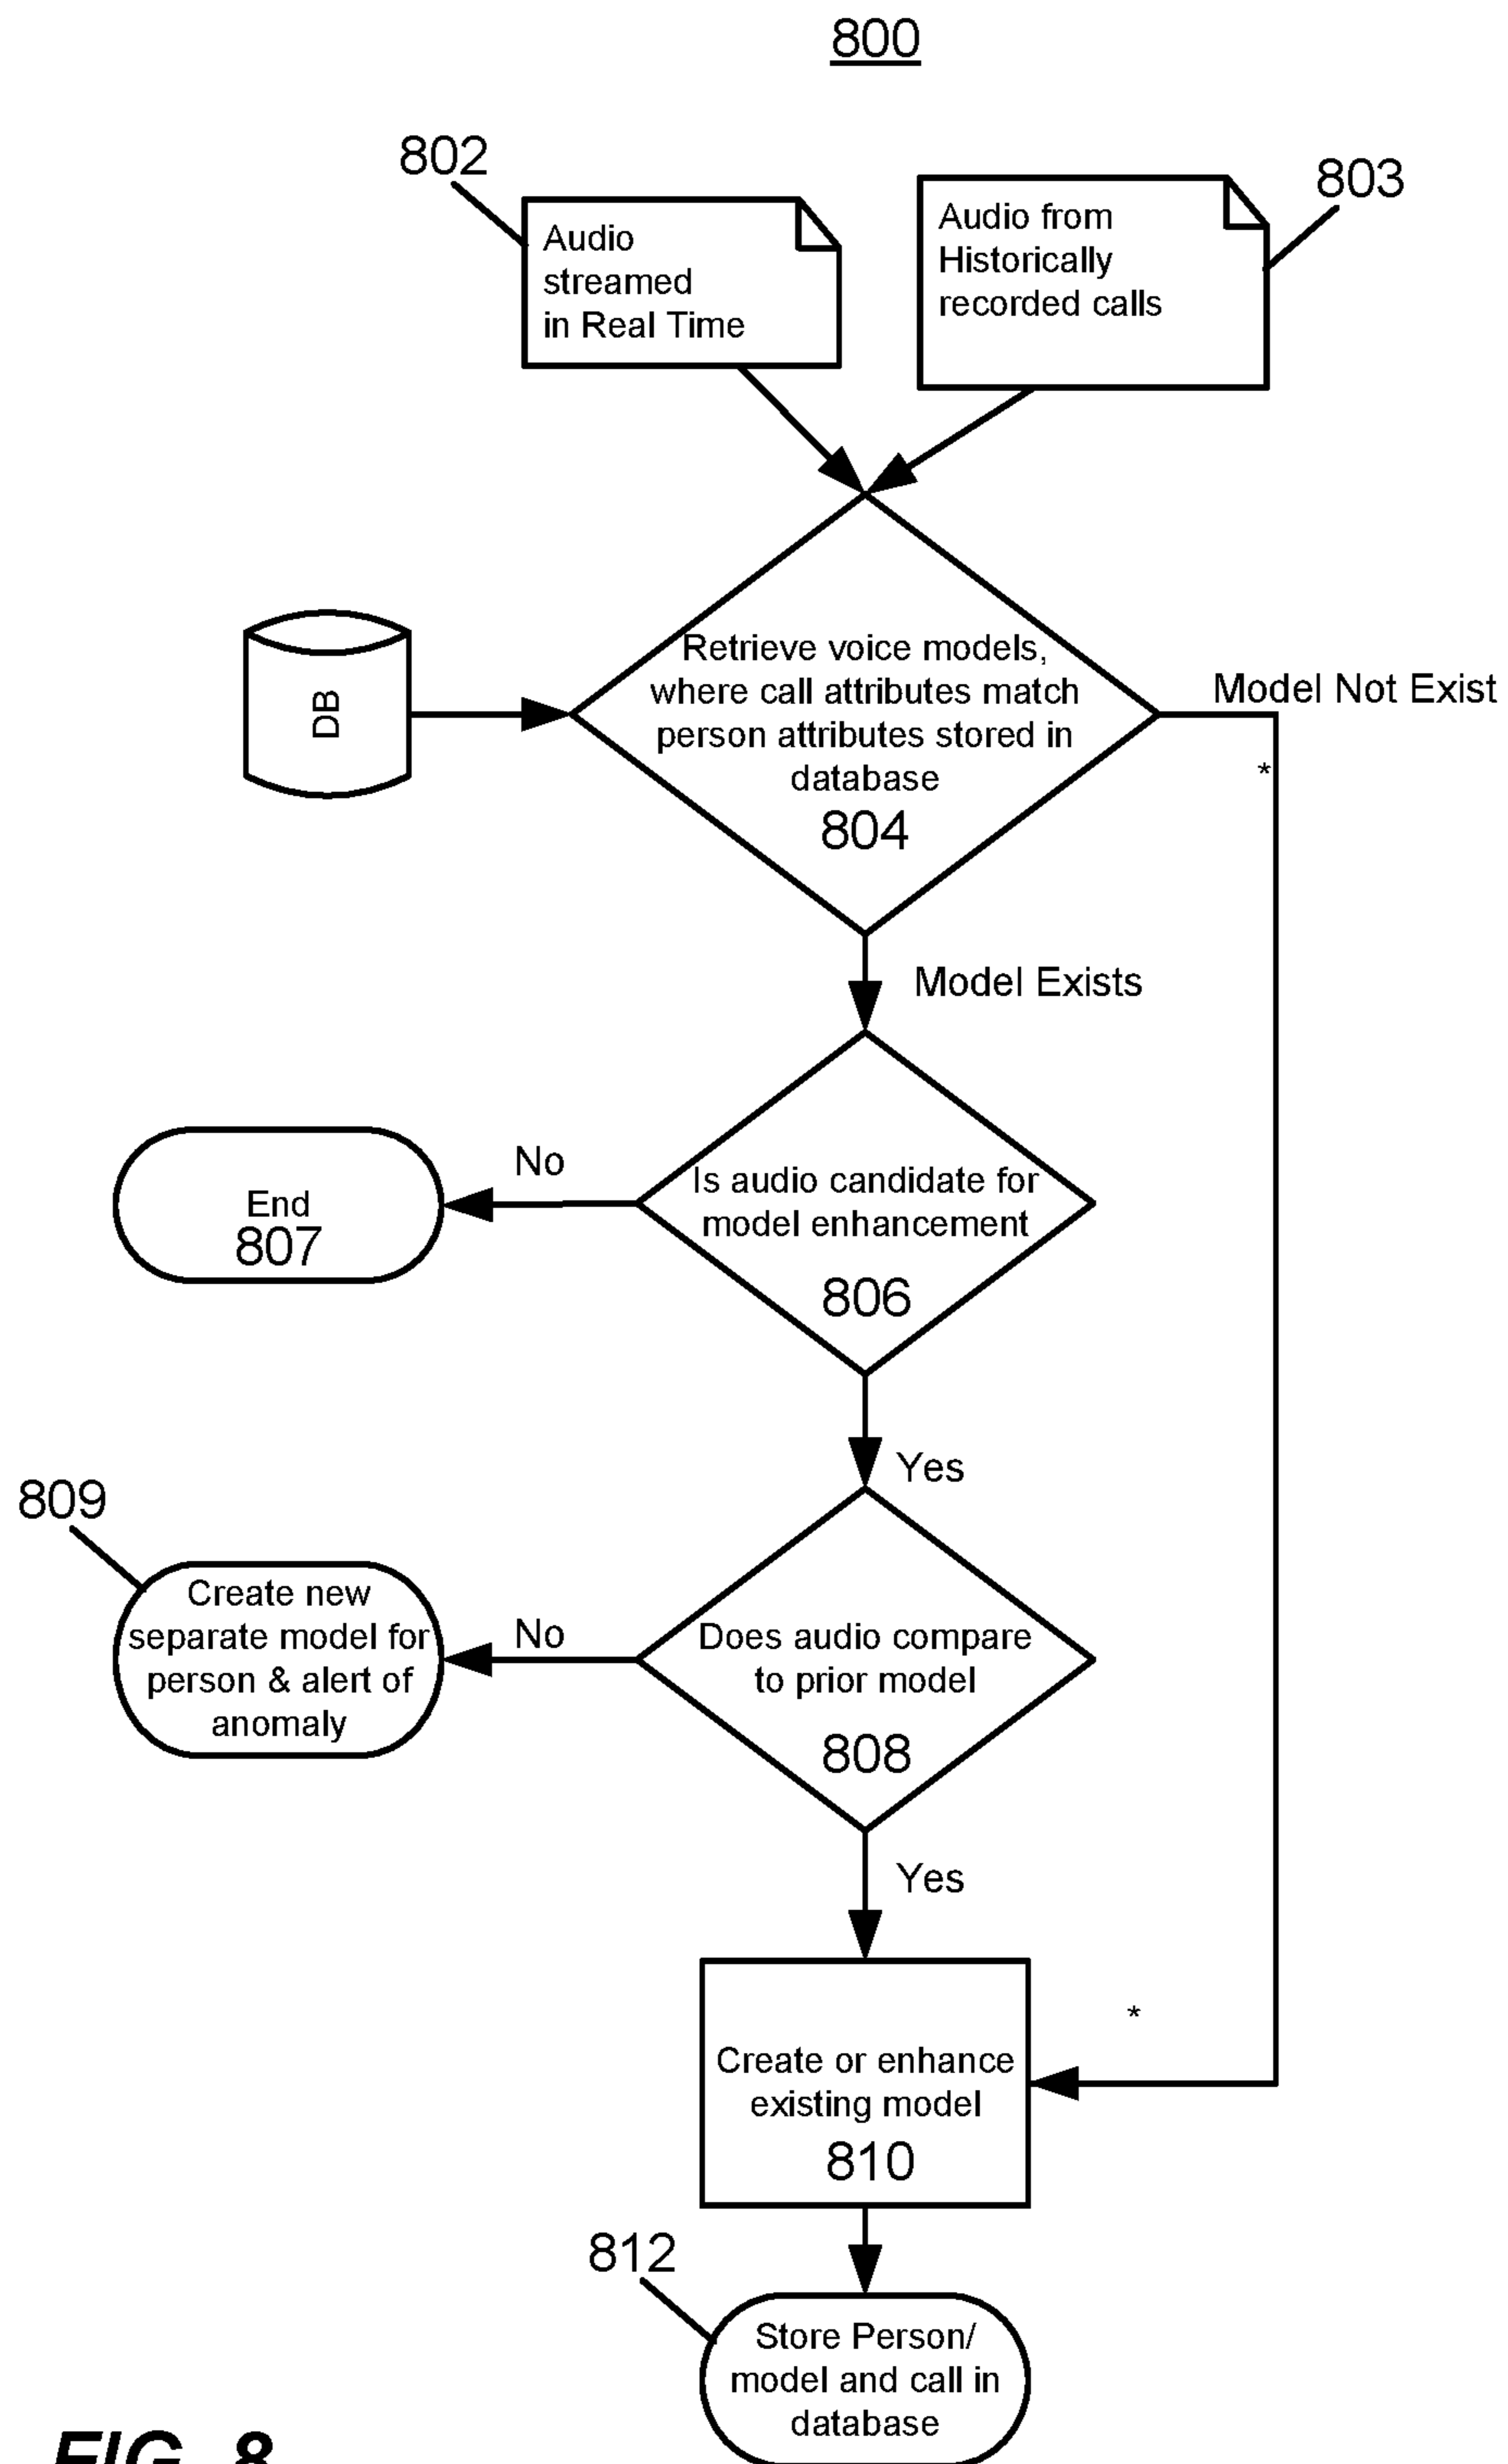 800
802
803
Audio
streamed
in Real Time
Audio from
Historically
recorded calls
DB
Retrieve voice models,
where call attributes match
person attributes stored in
database
804
Model Not Exist
*
Model Exists
Is audio candidate for
model enhancement
806
No
End
807
Yes
809
Create new
separate model for
person & alert of
anomaly
No
Does audio compare
to prior model
808
Yes
*
Create or enhance
existing model
810
812
Store Person/
model and call in
database
FIG. 8